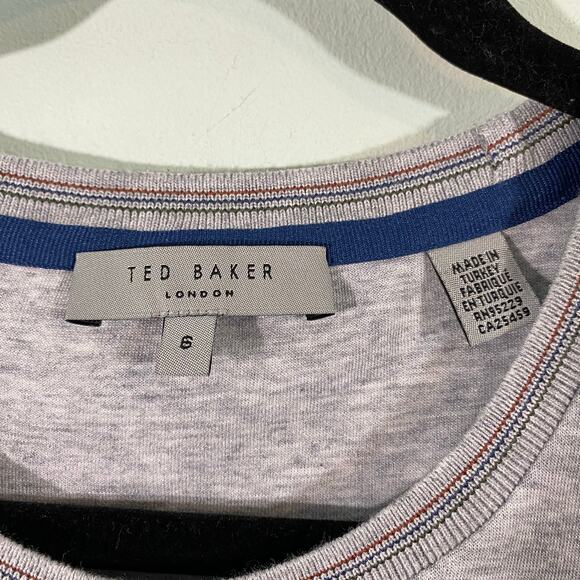 TED BAKER
LONDON
6
MADE IN
TURKEY
FABRIQUE
EN TURQUIE
RN95229
CA25459